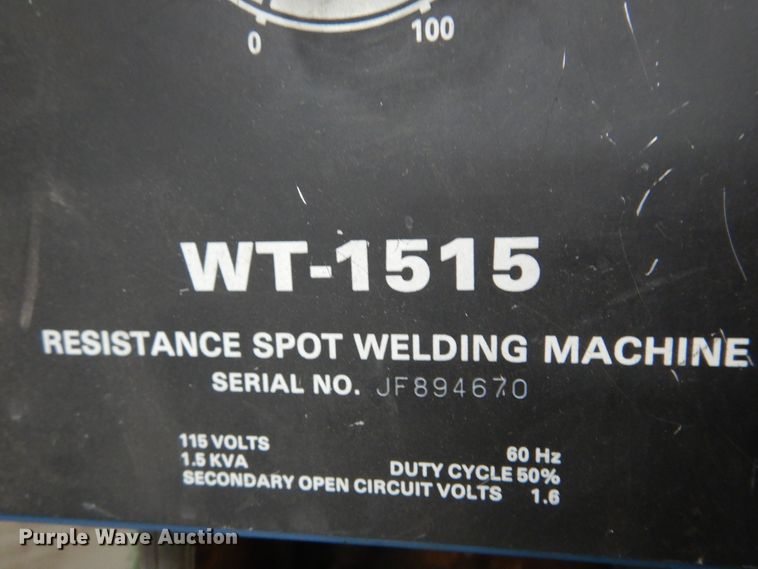 0 100
WT-1515
RESISTANCE SPOT WELDING MACHINE
SERIAL NO. JF894670
115 VOLTS 60 Hz
1.5 KVA DUTY CYCLE 50%
SECONDARY OPEN CIRCUIT VOLTS 1.6
Purple Wave Auction